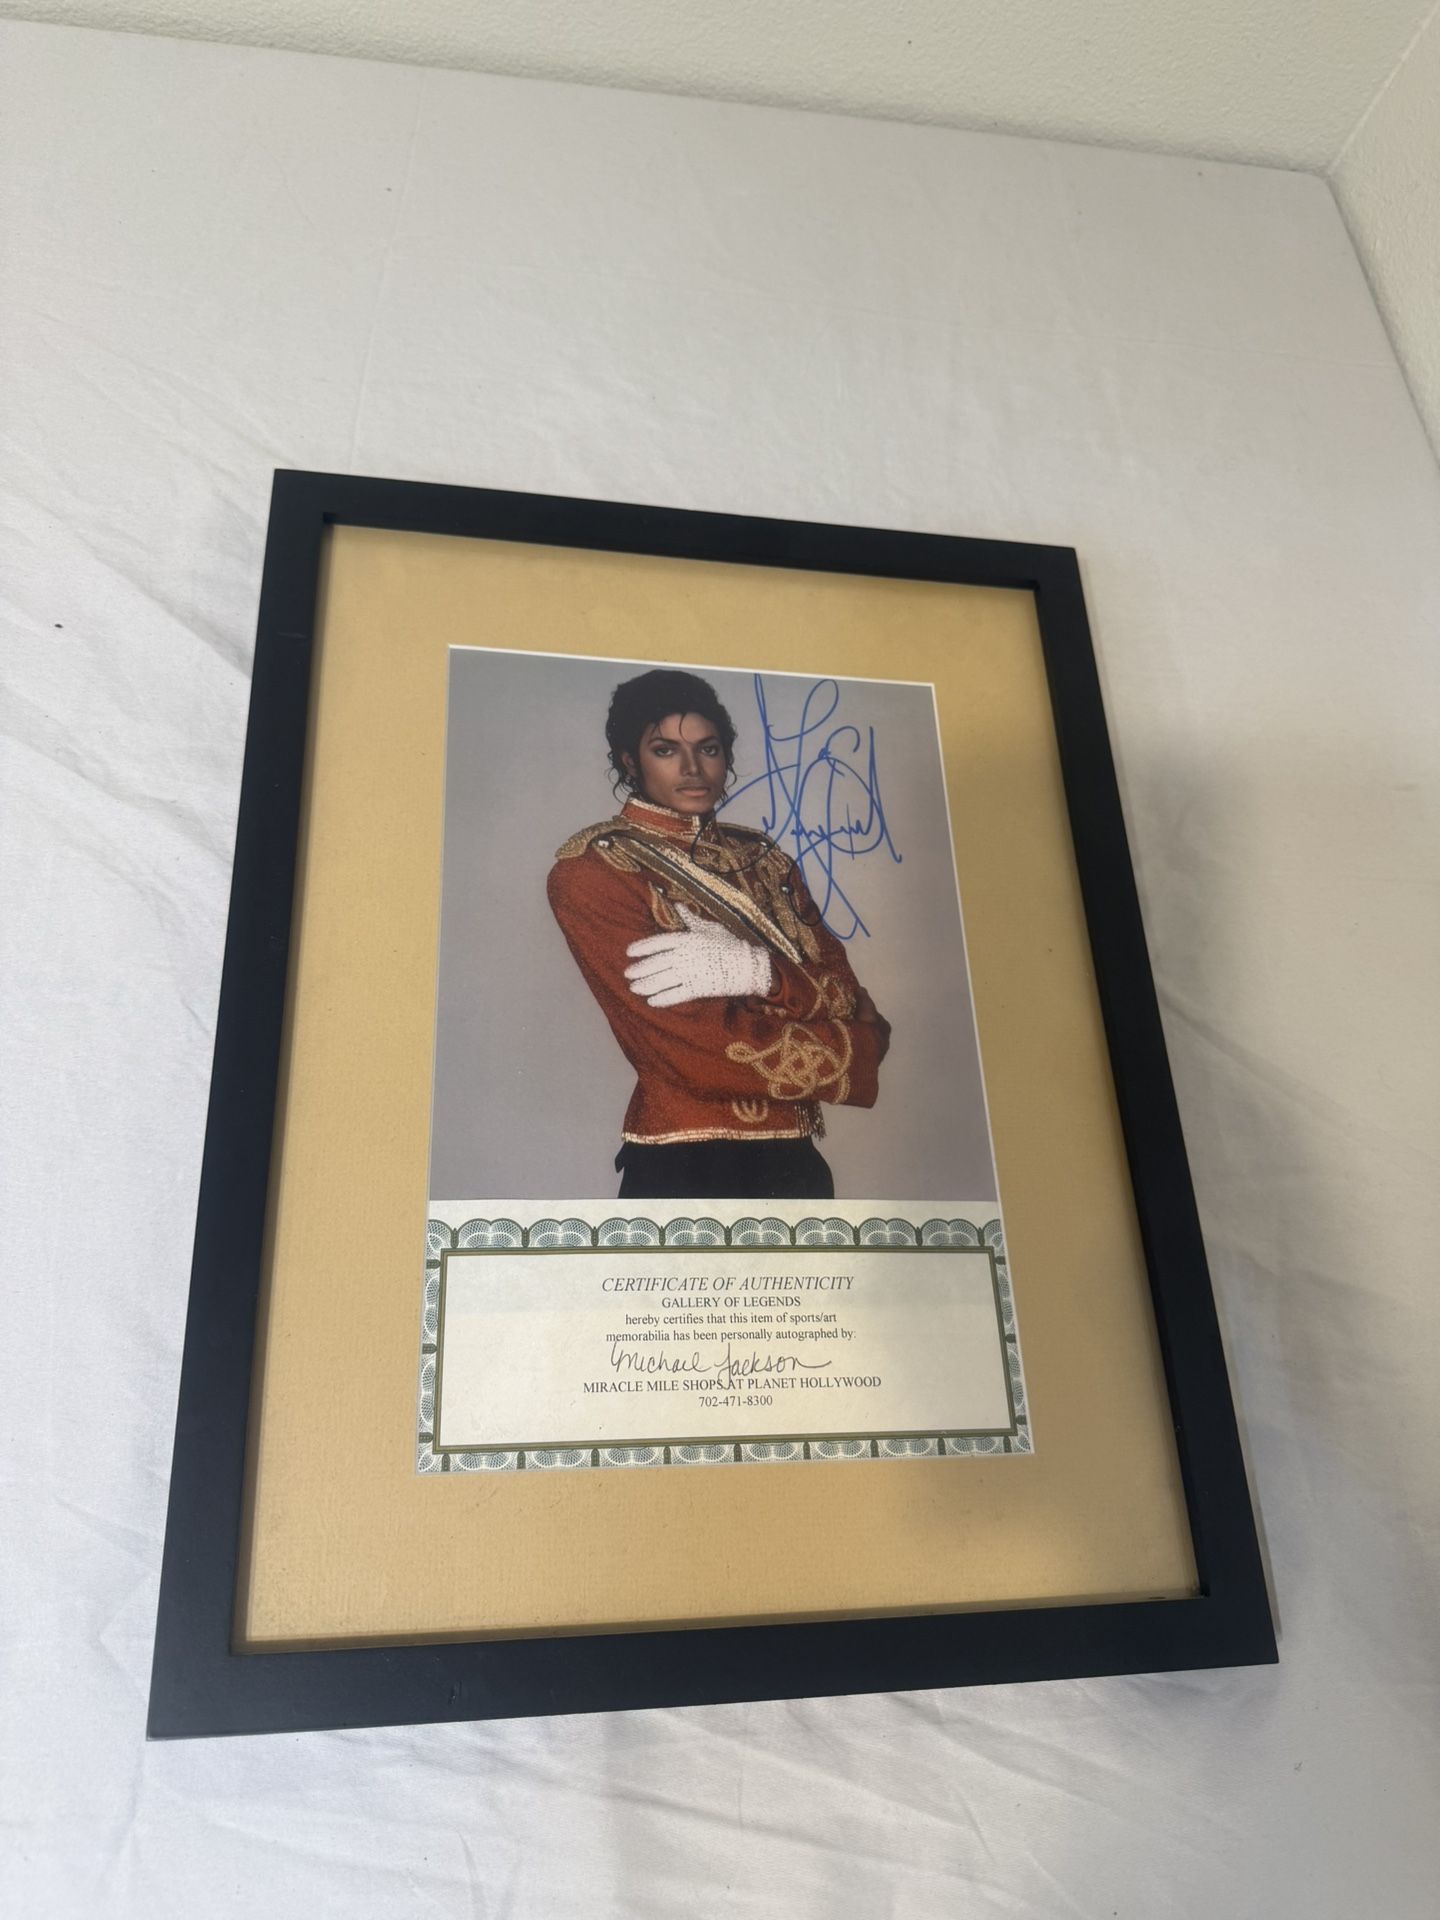 CERTIFICATE OF AUTHENTICITY
GALLERY OF LEGENDS
hereby certifies that this item of sports/art
memorabilia has been personally autographed by:
Michael Jackson
MIRACLE MILE SHOPS AT PLANET HOLLYWOOD
702-471-8300